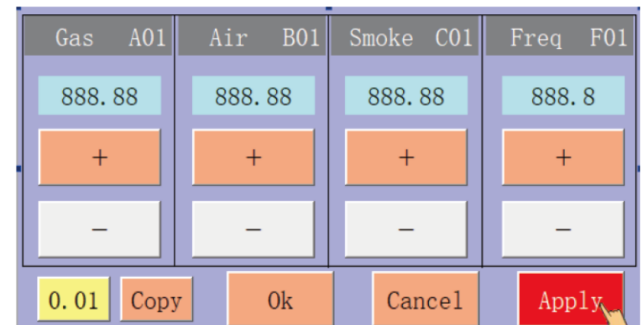 Gas A01 Air B01 Smoke C01 Freq F01
888.88 888.88 888.88 888.8
+ + + +
− − − −
0.01 Copy Ok Cancel Apply